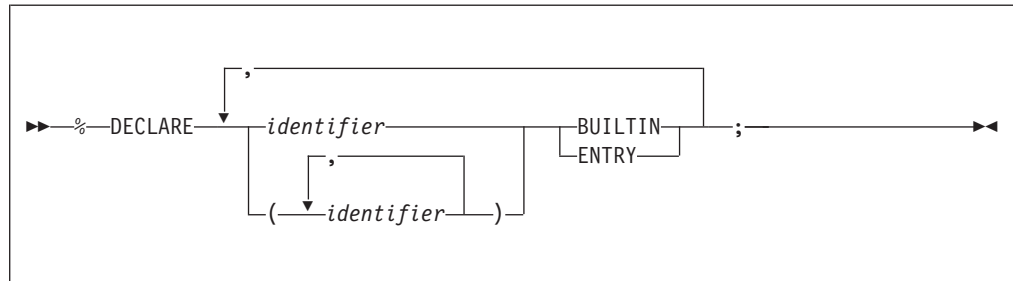 ,
% DECLARE identifier BUILTIN ;
ENTRY
,
( identifier )